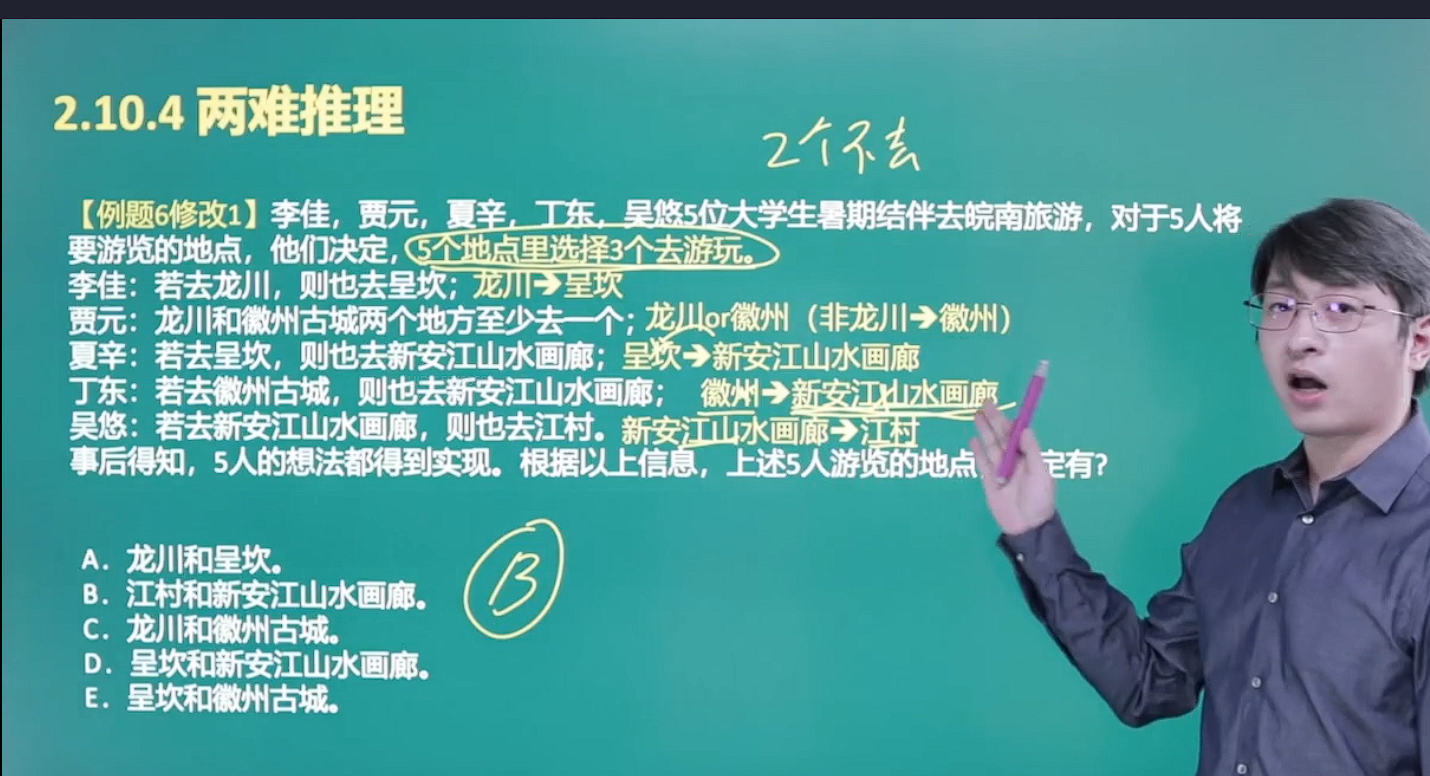 2.10.4 两难推理
2个不去
【例题6修改1】李佳，贾元，夏辛，丁东，吴悠5位大学生暑期结伴去皖南旅游，对于5人将
要游览的地点，他们决定，5个地点里选择3个去游玩。
李佳：若去龙川，则也去呈坎；龙川→呈坎
贾元：龙川和徽州古城两个地方至少去一个；龙川or徽州（非龙川→徽州）
夏辛：若去呈坎，则也去新安江山水画廊；呈坎→新安江山水画廊
丁东：若去徽州古城，则也去新安江山水画廊； 徽州→新安江山水画廊
吴悠：若去新安江山水画廊，则也去江村。新安江山水画廊→江村
事后得知，5人的想法都得到实现。根据以上信息，上述5人游览的地点 定有?
A. 龙川和呈坎。
B. 江村和新安江山水画廊。
C. 龙川和徽州古城。
D. 呈坎和新安江山水画廊。
E. 呈坎和徽州古城。
B